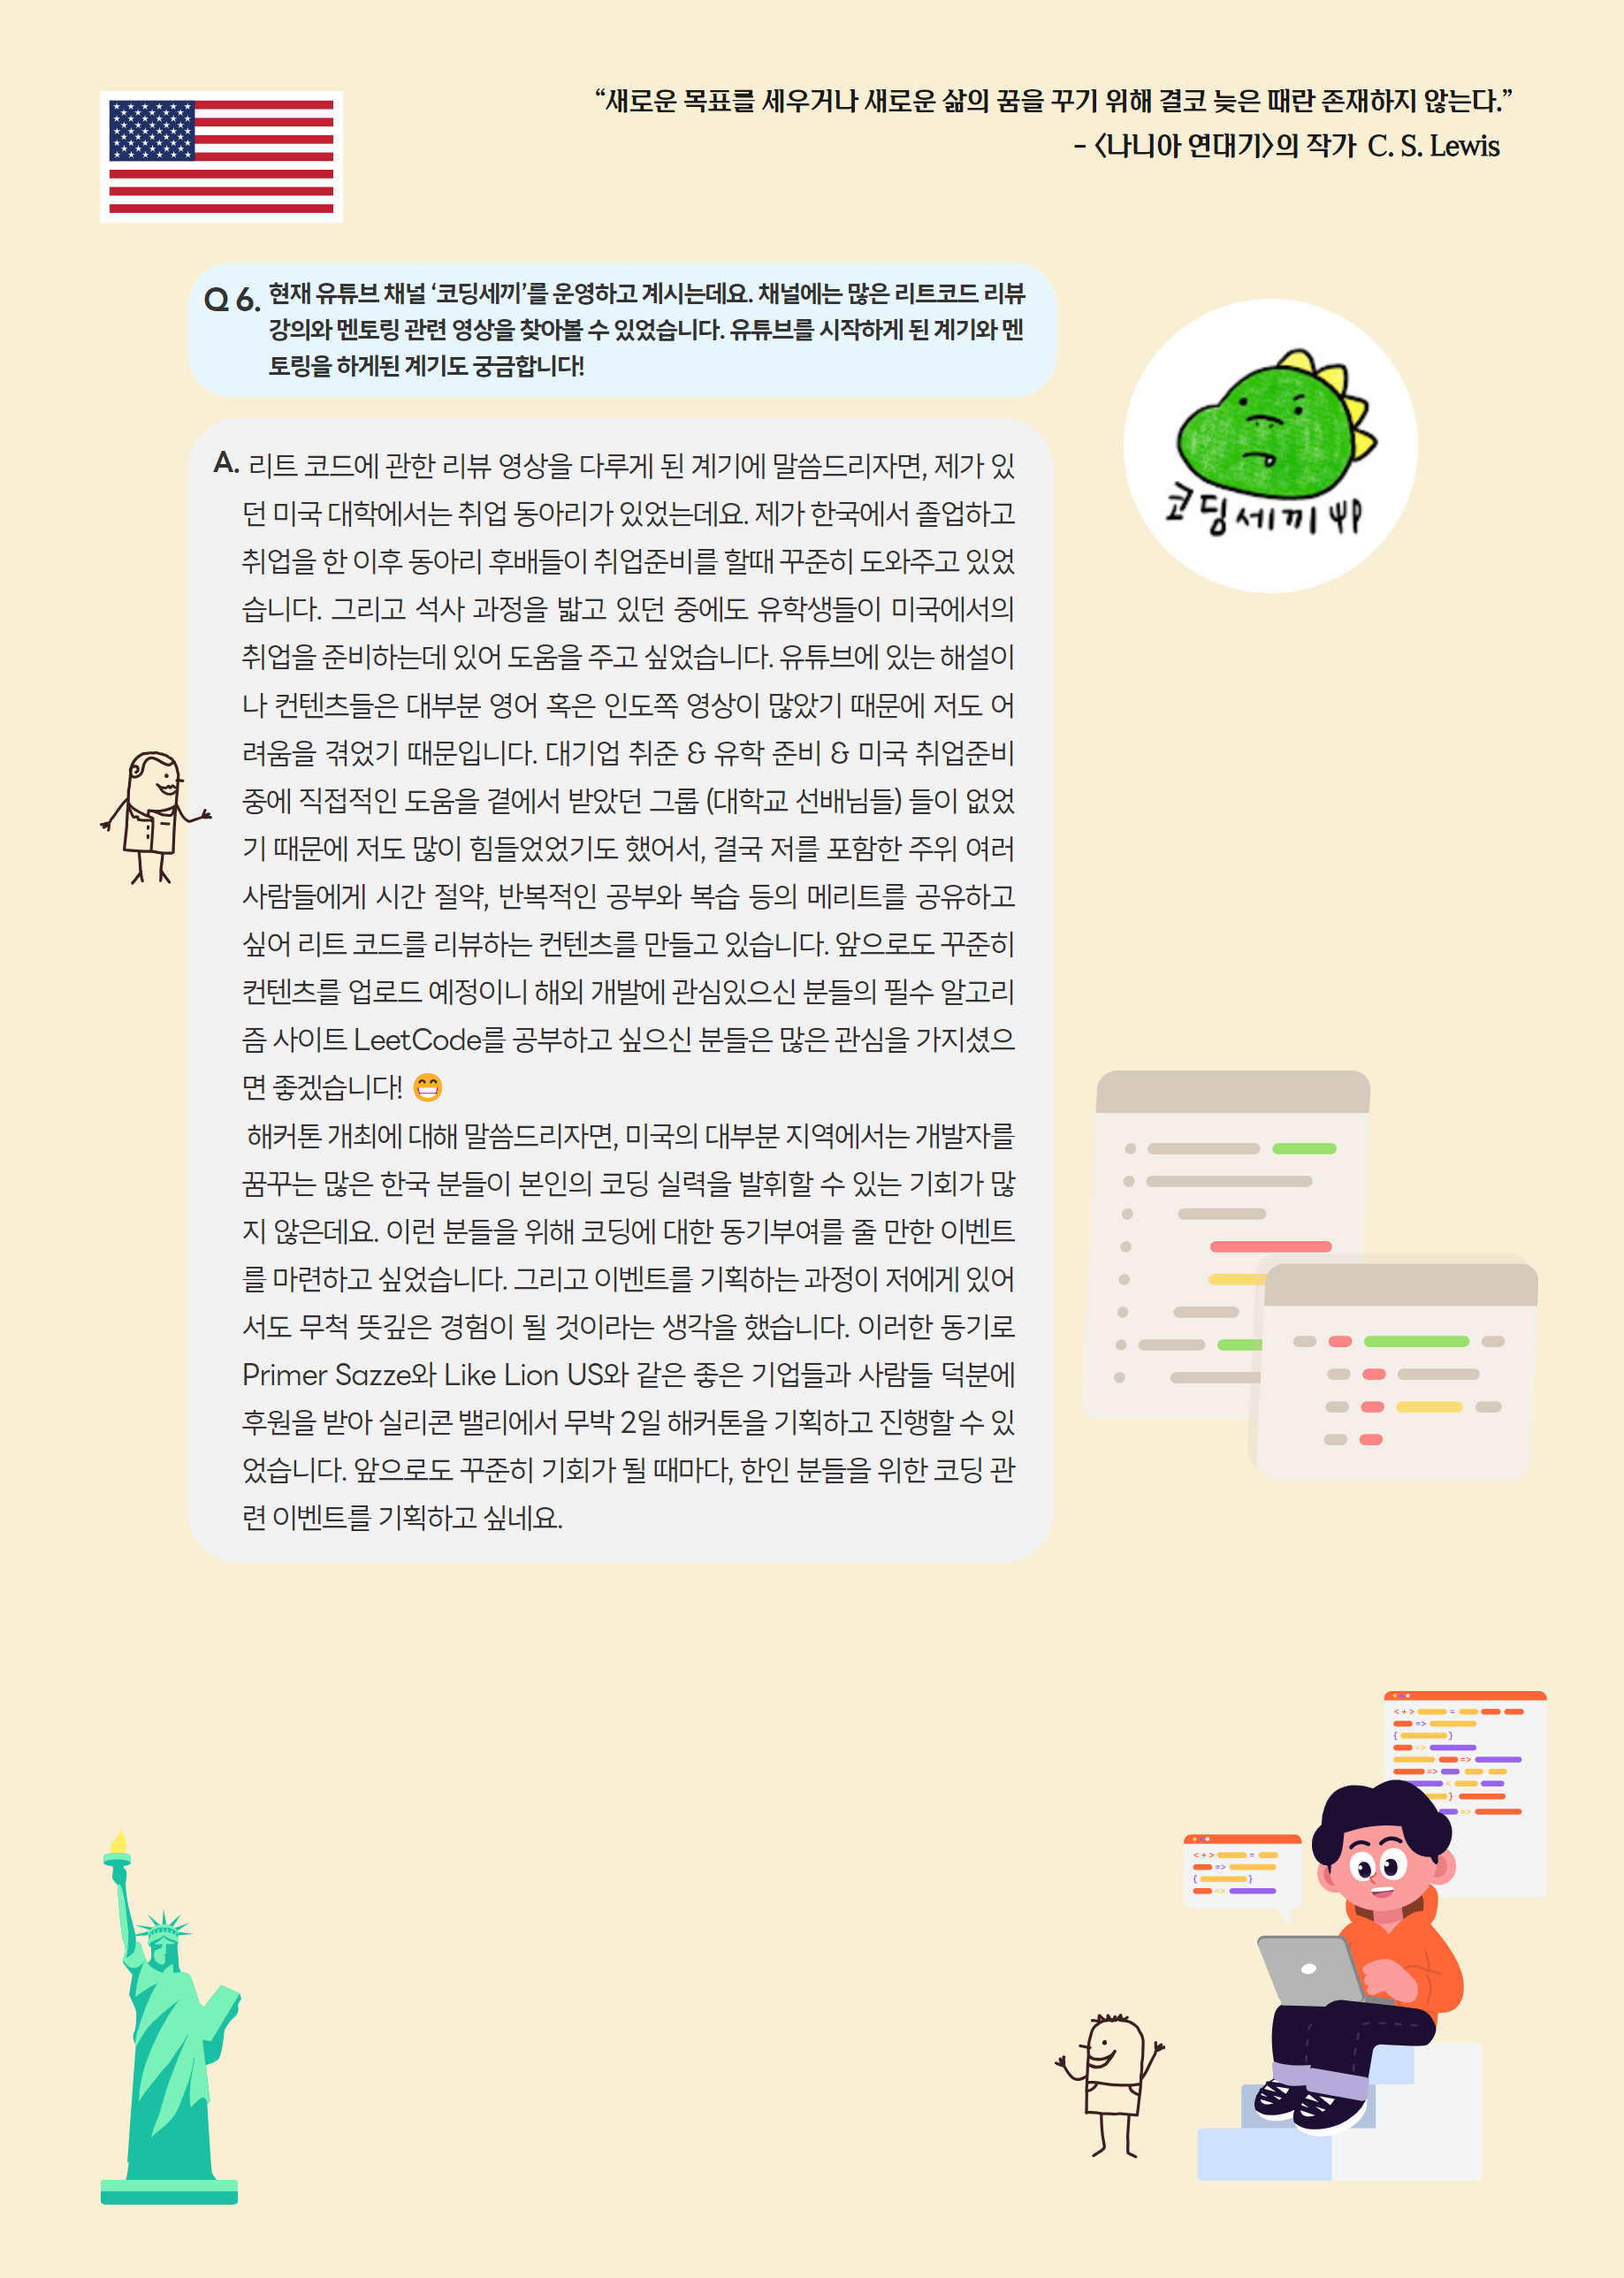 “새로운 목표를 세우거나 새로운 삶의 꿈을 꾸기 위해 결코 늦은 때란 존재하지 않는다.”
- <나니아 연대기>의 작가 C. S. Lewis
Q 6. 현재 유튜브 채널 ‘코딩세끼’를 운영하고 계시는데요. 채널에는 많은 리트코드 리뷰
강의와 멘토링 관련 영상을 찾아볼 수 있었습니다. 유튜브를 시작하게 된 계기와 멘
토링을 하게된 계기도 궁금합니다!
코딩세끼
A. 리트 코드에 관한 리뷰 영상을 다루게 된 계기에 말씀드리자면, 제가 있
던 미국 대학에서는 취업 동아리가 있었는데요. 제가 한국에서 졸업하고
취업을 한 이후 동아리 후배들이 취업준비를 할때 꾸준히 도와주고 있었
습니다. 그리고 석사 과정을 밟고 있던 중에도 유학생들이 미국에서의
취업을 준비하는데 있어 도움을 주고 싶었습니다. 유튜브에 있는 해설이
나 컨텐츠들은 대부분 영어 혹은 인도쪽 영상이 많았기 때문에 저도 어
려움을 겪었기 때문입니다. 대기업 취준 & 유학 준비 & 미국 취업준비
중에 직접적인 도움을 곁에서 받았던 그룹 (대학교 선배님들) 들이 없었
기 때문에 저도 많이 힘들었었기도 했어서, 결국 저를 포함한 주위 여러
사람들에게 시간 절약, 반복적인 공부와 복습 등의 메리트를 공유하고
싶어 리트 코드를 리뷰하는 컨텐츠를 만들고 있습니다. 앞으로도 꾸준히
컨텐츠를 업로드 예정이니 해외 개발에 관심있으신 분들의 필수 알고리
즘 사이트 LeetCode를 공부하고 싶으신 분들은 많은 관심을 가지셨으
면 좋겠습니다! 😁
해커톤 개최에 대해 말씀드리자면, 미국의 대부분 지역에서는 개발자를
꿈꾸는 많은 한국 분들이 본인의 코딩 실력을 발휘할 수 있는 기회가 많
지 않은데요. 이런 분들을 위해 코딩에 대한 동기부여를 줄 만한 이벤트
를 마련하고 싶었습니다. 그리고 이벤트를 기획하는 과정이 저에게 있어
서도 무척 뜻깊은 경험이 될 것이라는 생각을 했습니다. 이러한 동기로
Primer Sazze와 Like Lion US와 같은 좋은 기업들과 사람들 덕분에
후원을 받아 실리콘 밸리에서 무박 2일 해커톤을 기획하고 진행할 수 있
었습니다. 앞으로도 꾸준히 기회가 될 때마다, 한인 분들을 위한 코딩 관
련 이벤트를 기획하고 싶네요.